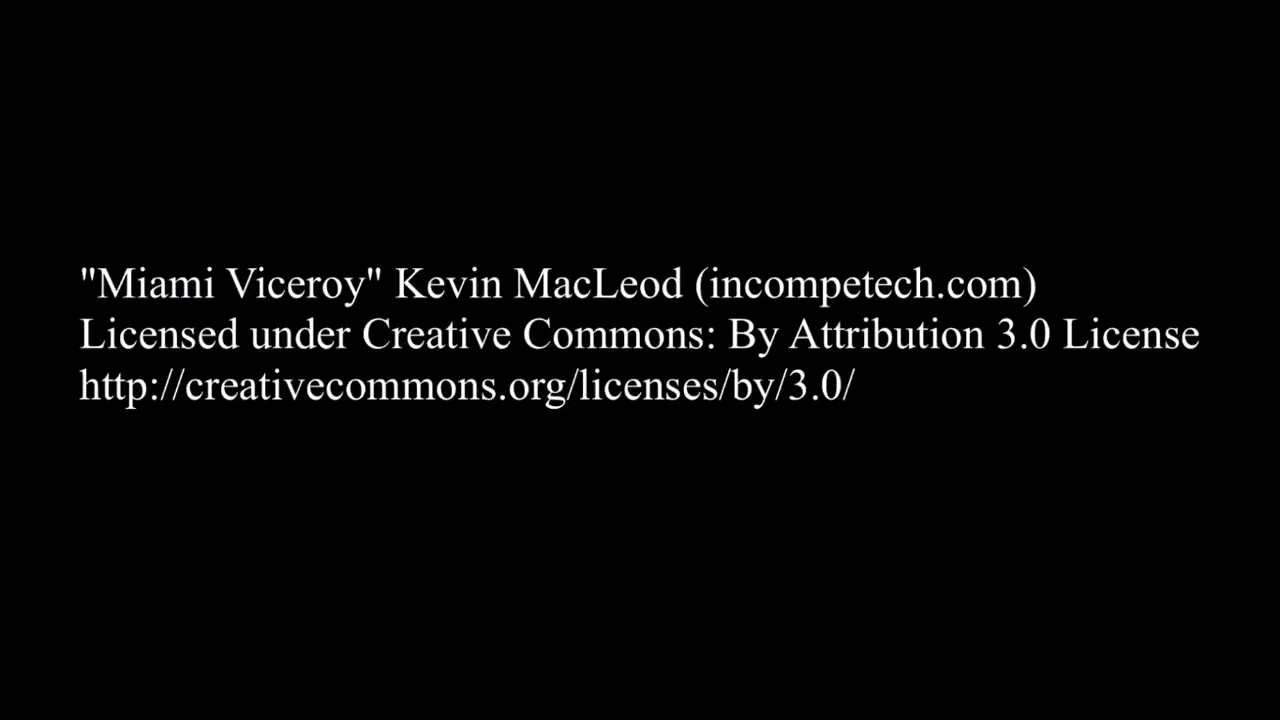 "Miami Viceroy" Kevin MacLeod (incompetech.com)
Licensed under Creative Commons: By Attribution 3.0 License
http://creativecommons.org/licenses/by/3.0/